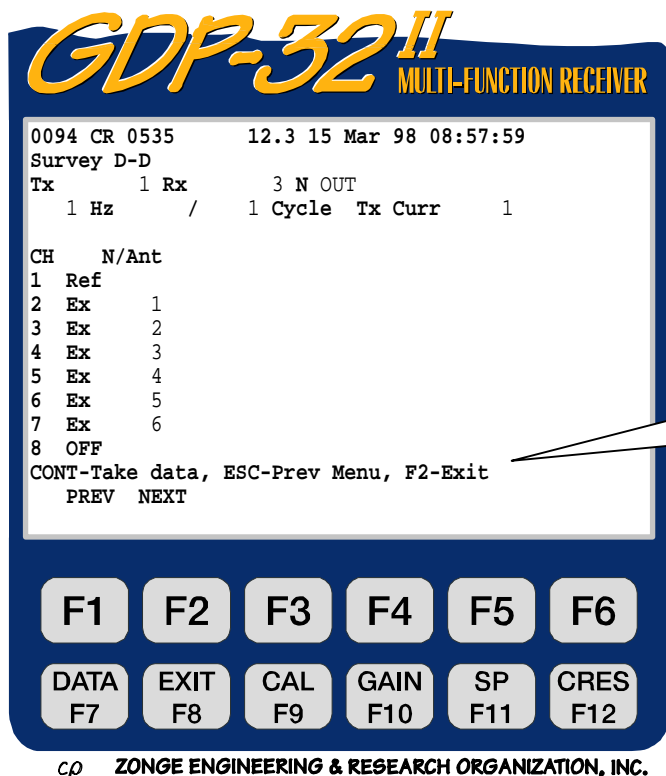 GDP-32 II
MULTI-FUNCTION RECEIVER
0094 CR 0535 12.3 15 Mar 98 08:57:59
Survey D-D
Tx 1 Rx 3 N OUT
1 Hz / 1 Cycle Tx Curr 1
CH N/Ant
1 Ref
2 Ex 1
3 Ex 2
4 Ex 3
5 Ex 4
6 Ex 5
7 Ex 6
8 OFF
CONT-Take data, ESC-Prev Menu, F2-Exit
PREV NEXT
F1 F2 F3 F4 F5 F6
DATA EXIT CAL GAIN SP CRES
F7 F8 F9 F10 F11 F12
ZONGE ENGINEERING & RESEARCH ORGANIZATION, INC.